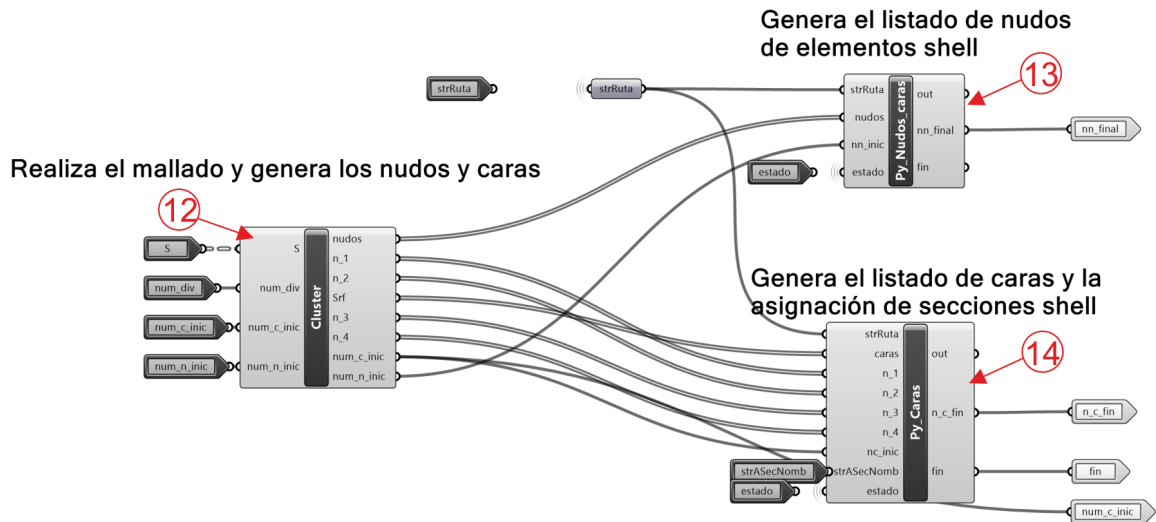 Genera el listado de nudos
de elementos shell
13
strRuta
strRuta
strRuta
nudos
nn_inic
estado
Py_Nudos_caras
out
nn_final
fin
nn_final
estado
Realiza el mallado y genera los nudos y caras
12
S
num_div
num_c_inic
num_n_inic
S
num_div
num_c_inic
num_n_inic
Cluster
nudos
n_1
n_2
Srf
n_3
n_4
num_c_inic
num_n_inic
Genera el listado de caras y la
asignación de secciones shell
14
strRuta
caras
n_1
n_2
n_3
n_4
nc_inic
strASecNomb
estado
Py_Caras
out
n_c_fin
fin
strASecNomb
estado
n_c_fin
fin
num_c_inic